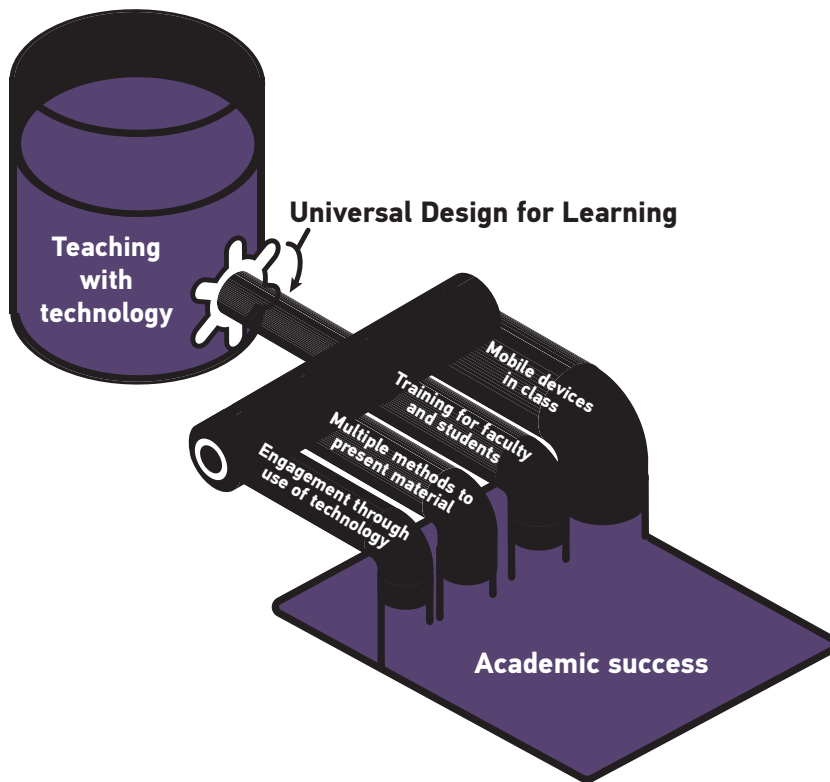 Universal Design for Learning
Teaching
with
technology
Mobile devices
in class
Training for faculty
and students
Multiple methods to
present material
Engagement through
use of technology
Academic success